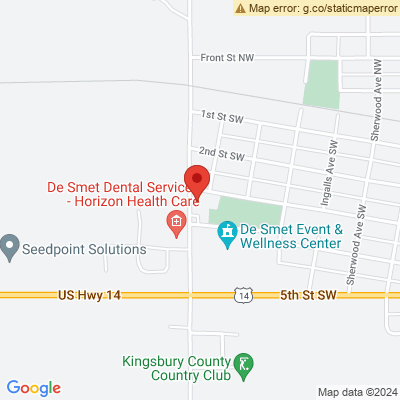 Map error: g.co/staticmaperror
Front St NW
Sherwood Ave NW
1st St SW
2nd St SW
Ingalls Ave SW
De Smet Dental Services
- Horizon Health Care
De Smet Event &
Wellness Center
Sherwood Ave SW
Seedpoint Solutions
US Hwy 14
14
5th St SW
Kingsbury County
Country Club
Google
Map data ©2024